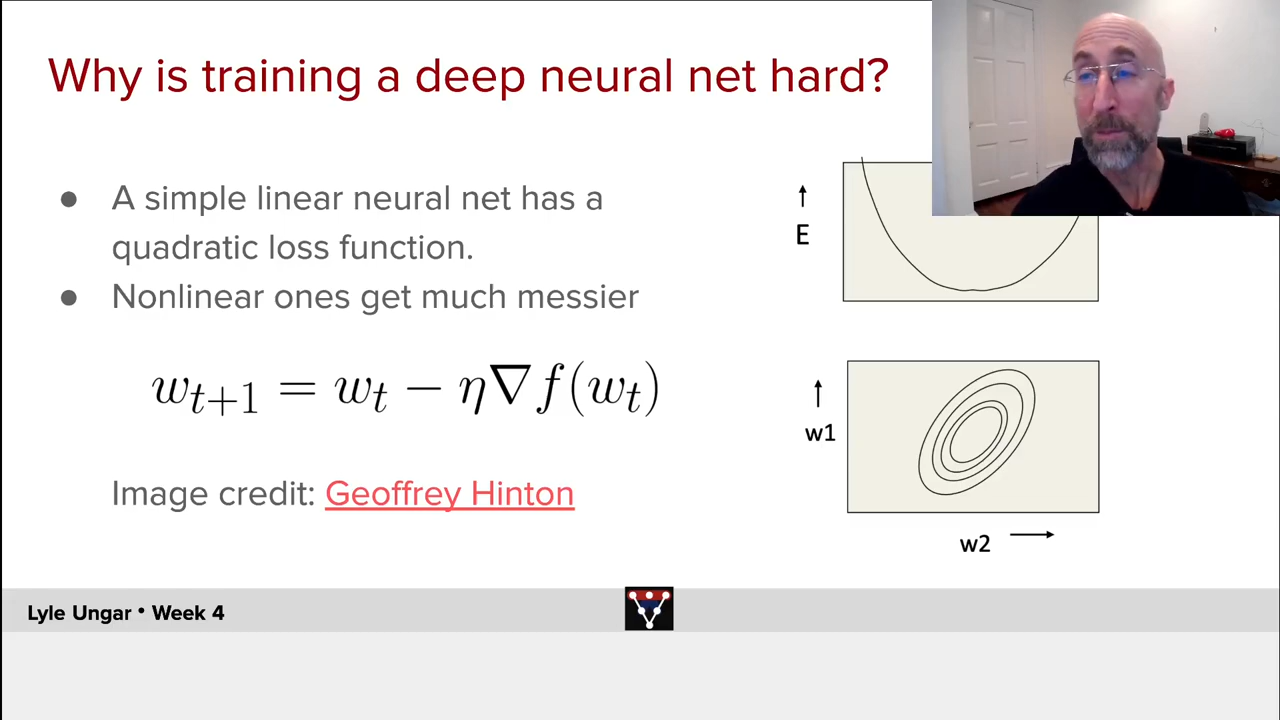 Why is training a deep neural net hard?
● A simple linear neural net has a
quadratic loss function.
● Nonlinear ones get much messier
w_{t+1} = w_t − η∇f(w_t)
Image credit: Geoffrey Hinton
↑
E
↑
w1
w2 →
Lyle Ungar • Week 4